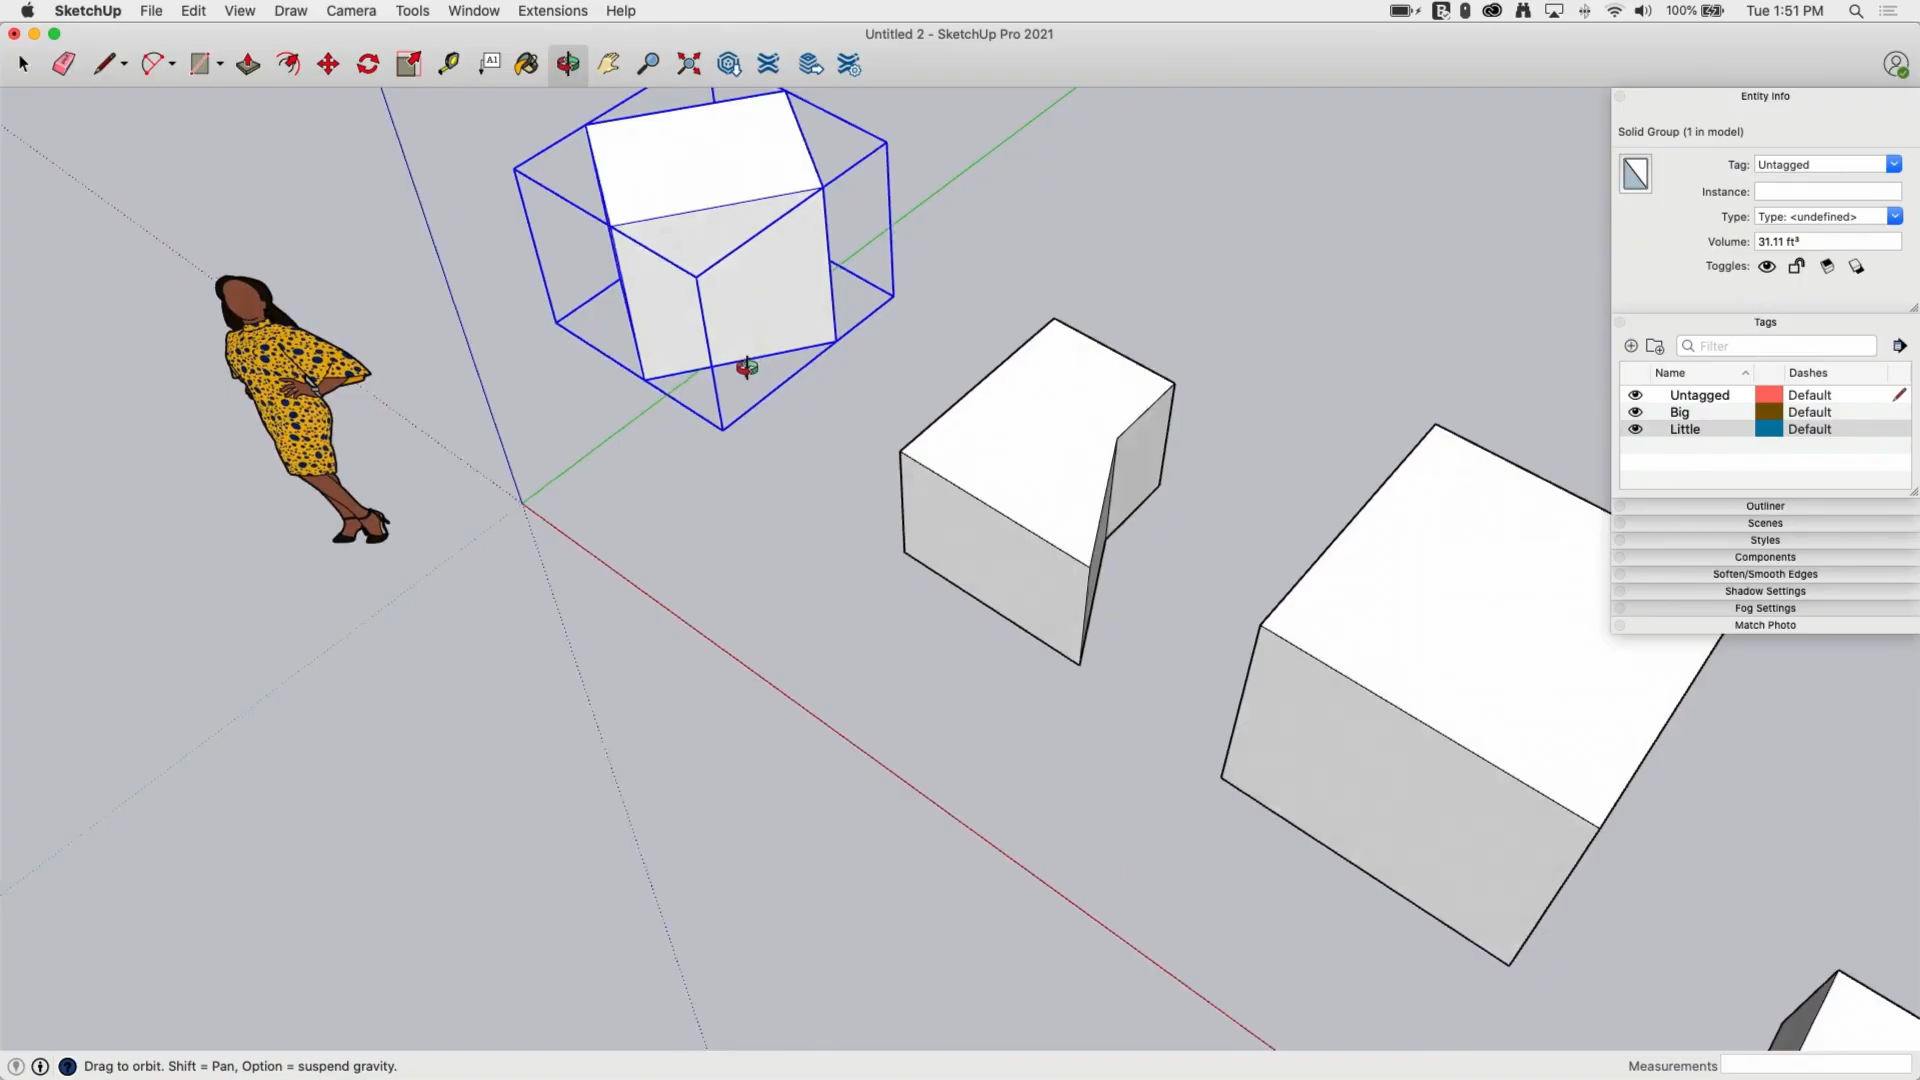 SketchUp File Edit View Draw Camera Tools Window Extensions Help 100% Tue 1:51 PM
Untitled 2 - SketchUp Pro 2021
A1
Entity Info
Solid Group (1 in model)
Tag: Untagged
Instance:
Type: Type: <undefined>
Volume: 31.11 ft³
Toggles:
Tags
Filter
Name Dashes
Untagged Default
Big Default
Little Default
Outliner
Scenes
Styles
Components
Soften/Smooth Edges
Shadow Settings
Fog Settings
Match Photo
Drag to orbit. Shift = Pan, Option = suspend gravity. Measurements